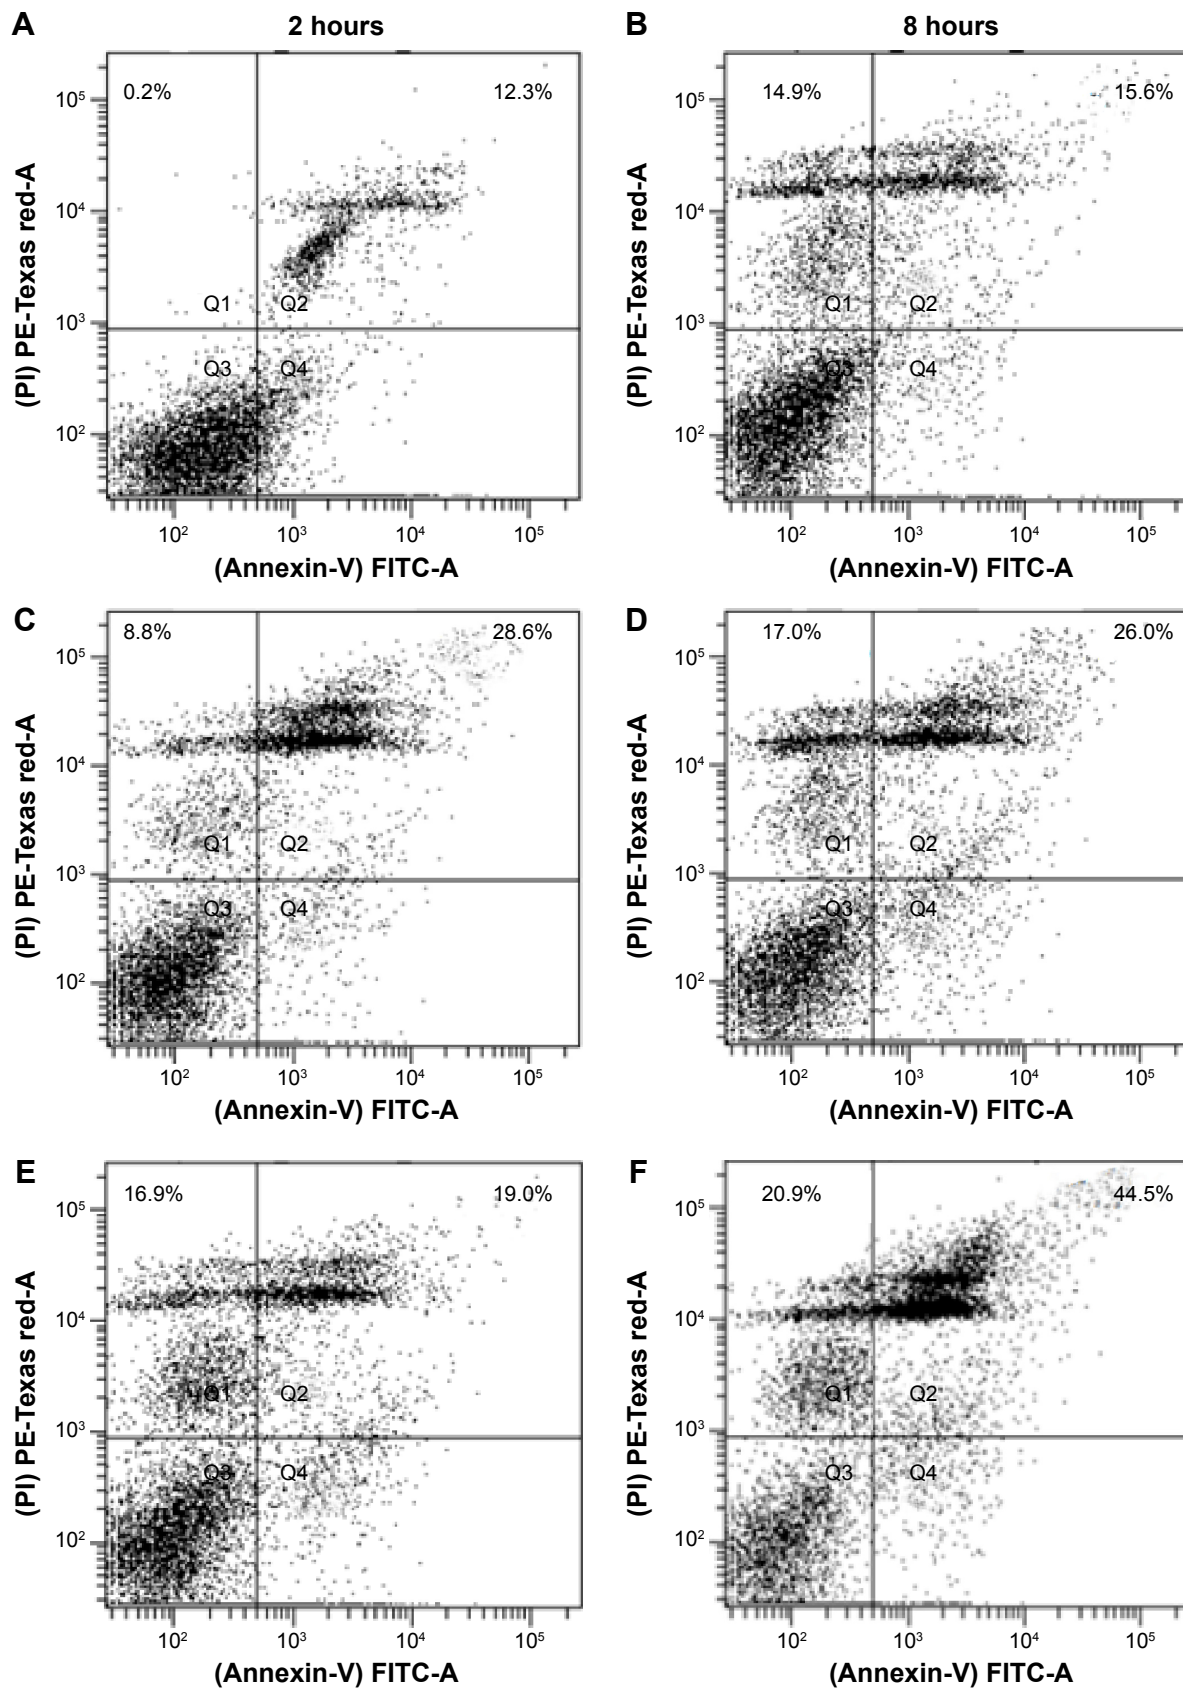 A
2 hours
B
8 hours
0.2%
12.3%
14.9%
15.6%
10⁵
10⁴
10³
10²
Q1
Q2
Q3
Q4
10²
10³
10⁴
10⁵
(PI) PE-Texas red-A
(Annexin-V) FITC-A
10⁵
10⁴
10³
10²
Q1
Q2
Q3
Q4
10²
10³
10⁴
10⁵
(PI) PE-Texas red-A
(Annexin-V) FITC-A
C
8.8%
28.6%
10⁵
10⁴
10³
10²
Q1
Q2
Q3
Q4
10²
10³
10⁴
10⁵
(PI) PE-Texas red-A
(Annexin-V) FITC-A
D
17.0%
26.0%
10⁵
10⁴
10³
10²
Q1
Q2
Q3
Q4
10²
10³
10⁴
10⁵
(PI) PE-Texas red-A
(Annexin-V) FITC-A
E
16.9%
19.0%
10⁵
10⁴
10³
10²
Q1
Q2
Q3
Q4
10²
10³
10⁴
10⁵
(PI) PE-Texas red-A
(Annexin-V) FITC-A
F
20.9%
44.5%
10⁵
10⁴
10³
10²
Q1
Q2
Q3
Q4
10²
10³
10⁴
10⁵
(PI) PE-Texas red-A
(Annexin-V) FITC-A